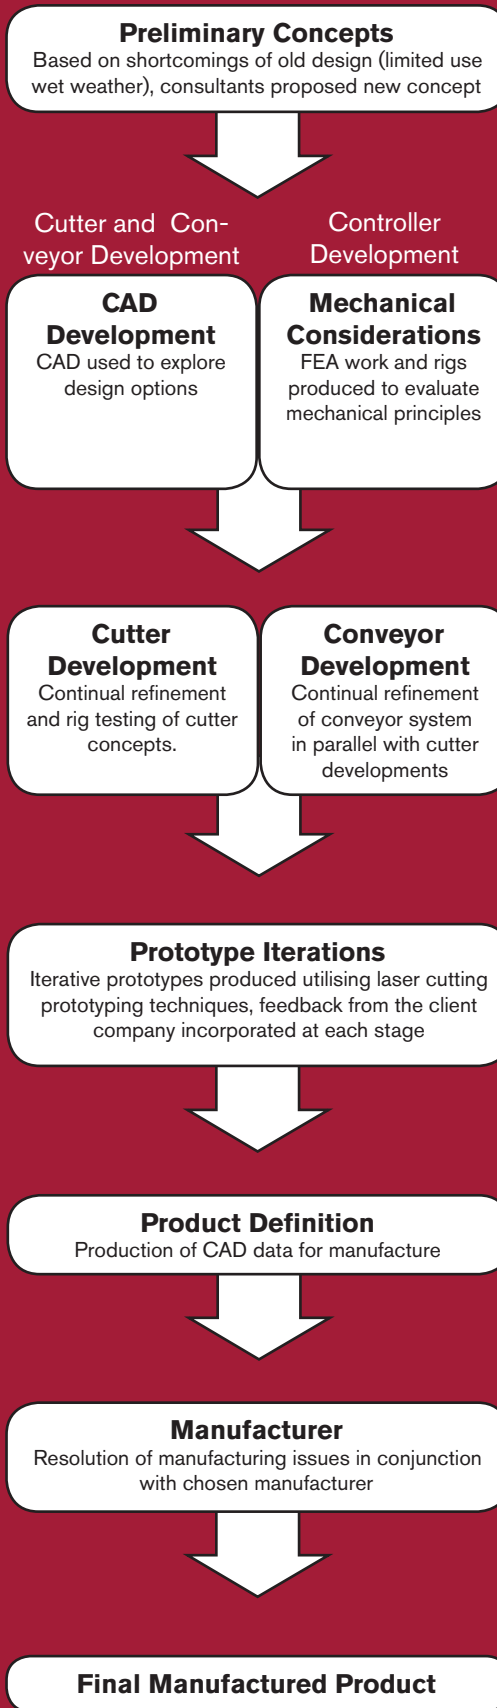 Preliminary Concepts
Based on shortcomings of old design (limited use
wet weather), consultants proposed new concept
Cutter and Con-
veyor Development
Controller
Development
CAD
Development
CAD used to explore
design options
Mechanical
Considerations
FEA work and rigs
produced to evaluate
mechanical principles
Cutter
Development
Continual refinement
and rig testing of cutter
concepts.
Conveyor
Development
Continual refinement
of conveyor system
in parallel with cutter
developments
Prototype Iterations
Iterative prototypes produced utilising laser cutting
prototyping techniques, feedback from the client
company incorporated at each stage
Product Definition
Production of CAD data for manufacture
Manufacturer
Resolution of manufacturing issues in conjunction
with chosen manufacturer
Final Manufactured Product